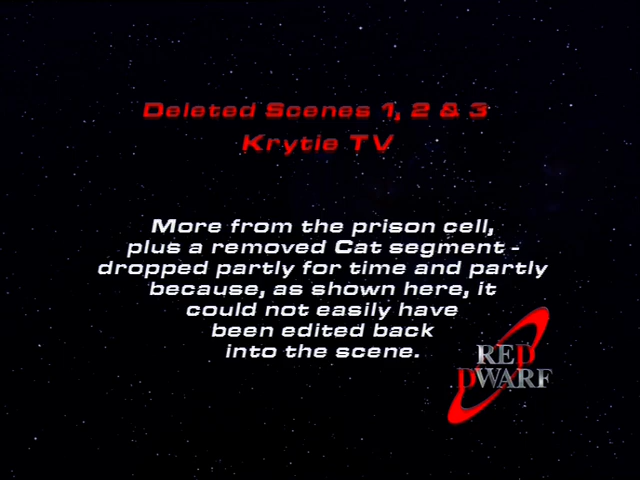 Deleted Scenes 1, 2 & 3
Krytie TV
More from the prison cell,
plus a removed Cat segment -
dropped partly for time and partly
because, as shown here, it
could not easily have
been edited back
into the scene.
RED
DWARF